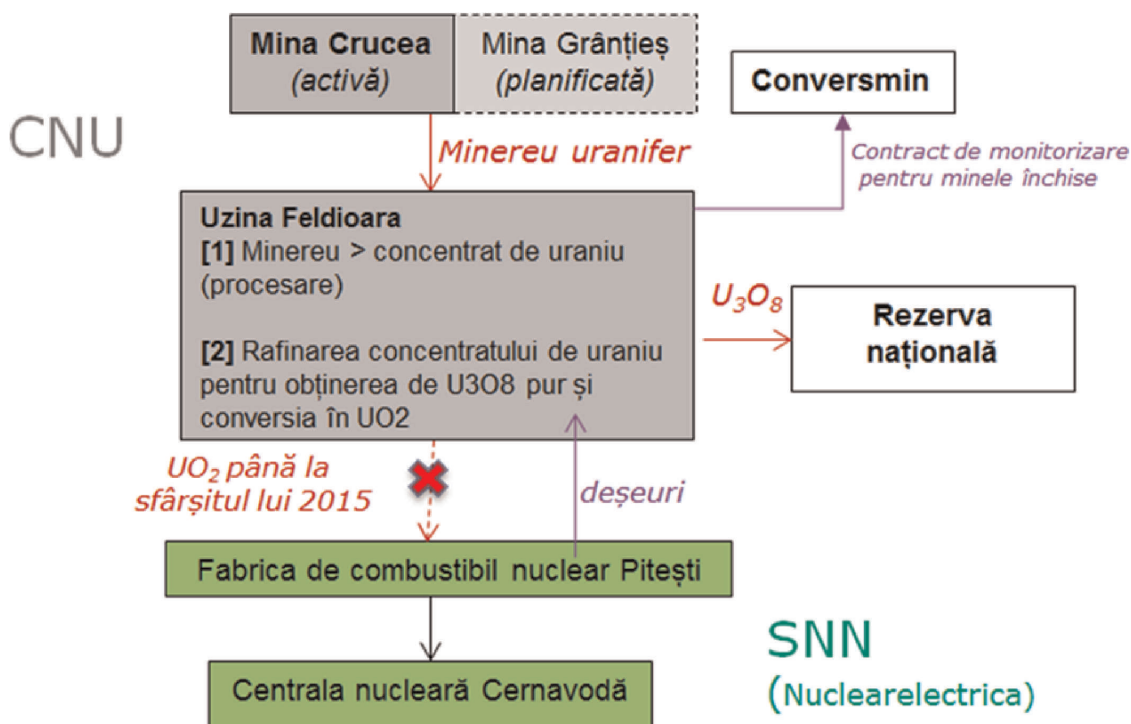 Mina Crucea
(activă)
Mina Grânțieș
(planificată)
Conversmin
CNU
Minereu uranifer
Contract de monitorizare
pentru minele închise
Uzina Feldioara
[1] Minereu > concentrat de uraniu
(procesare)
[2] Rafinarea concentratului de uraniu
pentru obținerea de U3O8 pur și
conversia în UO2
U₃O₈
Rezerva
națională
UO₂ până la
sfârșitul lui 2015
deșeuri
Fabrica de combustibil nuclear Pitești
SNN
(Nuclearelectrica)
Centrala nucleară Cernavodă